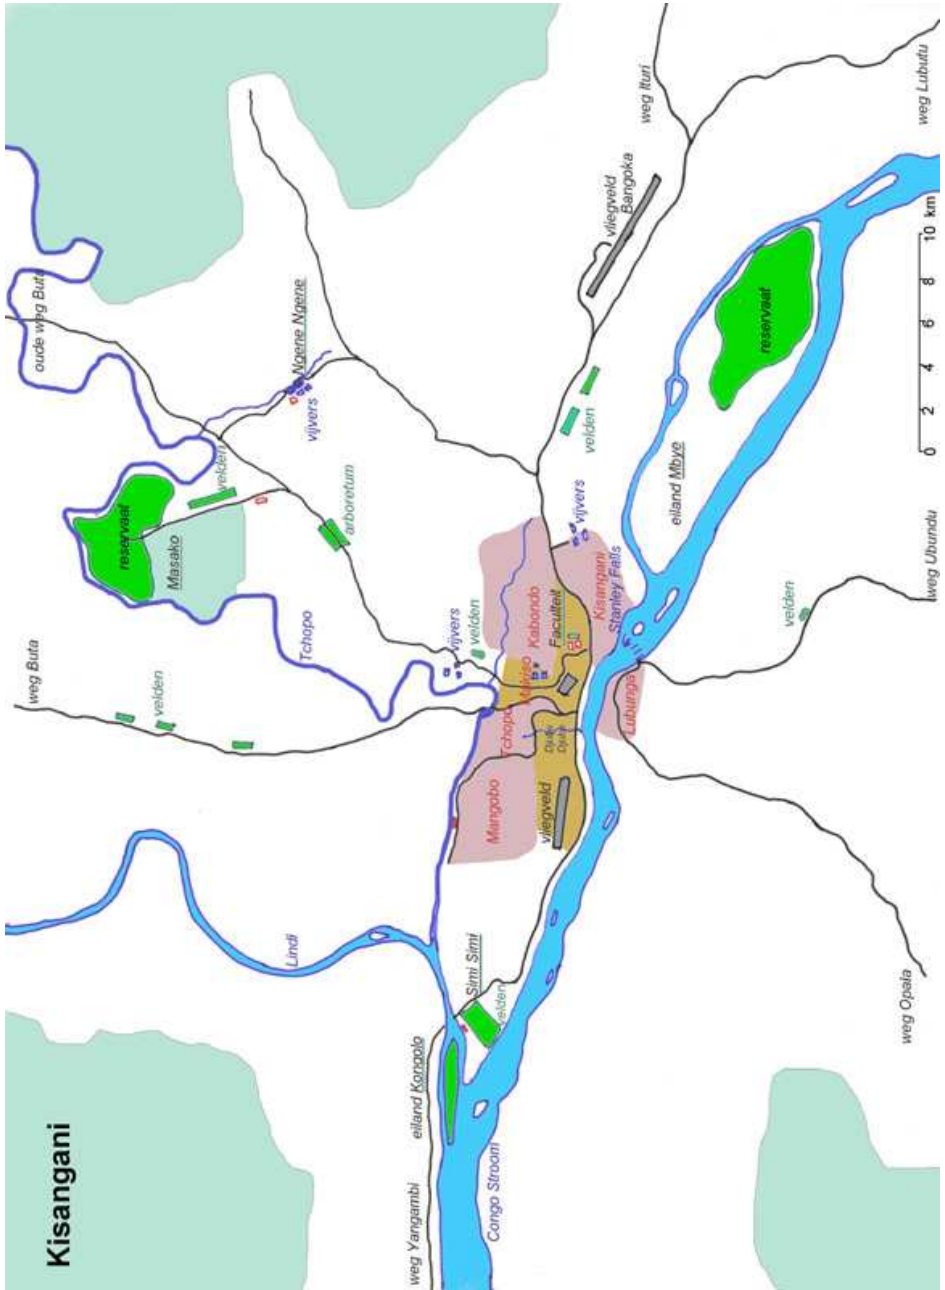 Kisangani
weg Buta
oude weg Buta
reservaat
velden
Masako
velden
Lindi
Tchopo
Ngene Ngene
vijvers
arboretum
weg Yangambi
eiland Kongolo
Simi Simi
velden
vijvers
velden
Mangobo
Tchopo
Makiso
Kabondo
Faculteit
vliegveld
Congo Stroom
vijvers
velden
Kisangani
Stanley Falls
vliegveld
Bangoka
weg Ituri
Lubunga
eiland Mbye
reservaat
velden
weg Opala
weg Ubundu
weg Lubutu
0 2 4 6 8 10 km